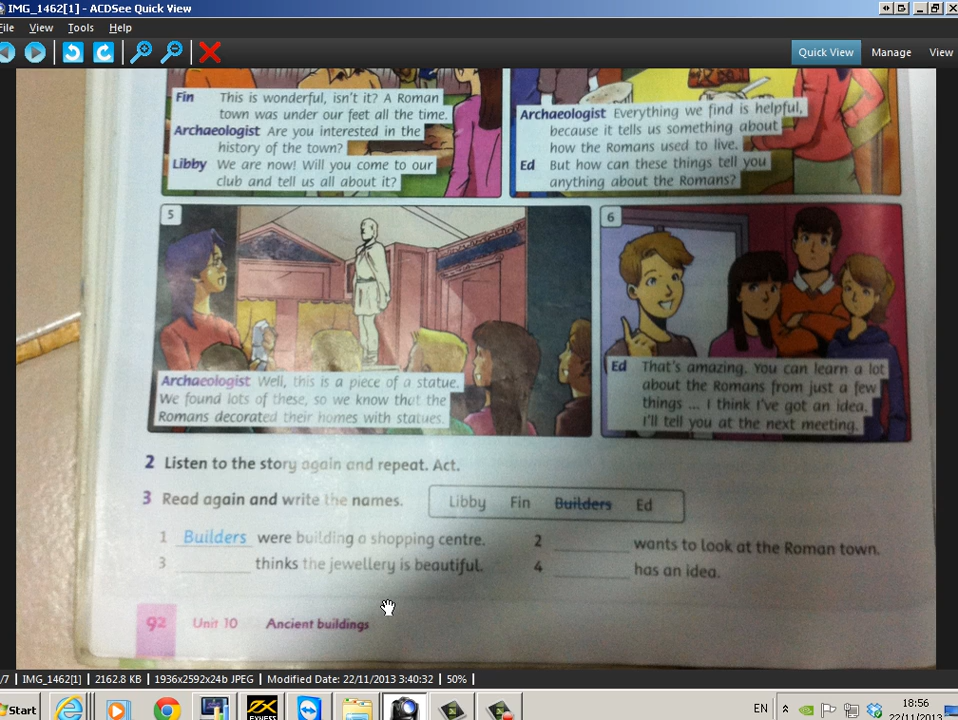 IMG_1462[1] - ACDSee Quick View
File View Tools Help
Quick View Manage View
Fin This is wonderful, isn't it? A Roman
town was under our feet all the time.
Archaeologist Are you interested in the
history of the town?
Libby We are now! Will you come to our
club and tell us all about it?
Archaeologist Everything we find is helpful,
because it tells us something about
how the Romans used to live.
Ed But how can these things tell you
anything about the Romans?
5
Archaeologist Well, this is a piece of a statue.
We found lots of these, so we know that the
Romans decorated their homes with statues.
6
Ed That's amazing. You can learn a lot
about the Romans from just a few
things ... I think I've got an idea.
I'll tell you at the next meeting.
2 Listen to the story again and repeat. Act.
3 Read again and write the names.
Libby Fin Builders Ed
1 Builders were building a shopping centre.
2 ________ wants to look at the Roman town.
3 ________ thinks the jewellery is beautiful.
4 ________ has an idea.
92 Unit 10 Ancient buildings
/7 | IMG_1462[1] | 2162.8 KB | 1936x2592x24b JPEG | Modified Date: 22/11/2013 3:40:32 | 50% |
Start
EXNESS
EN
18:56
22/11/2013